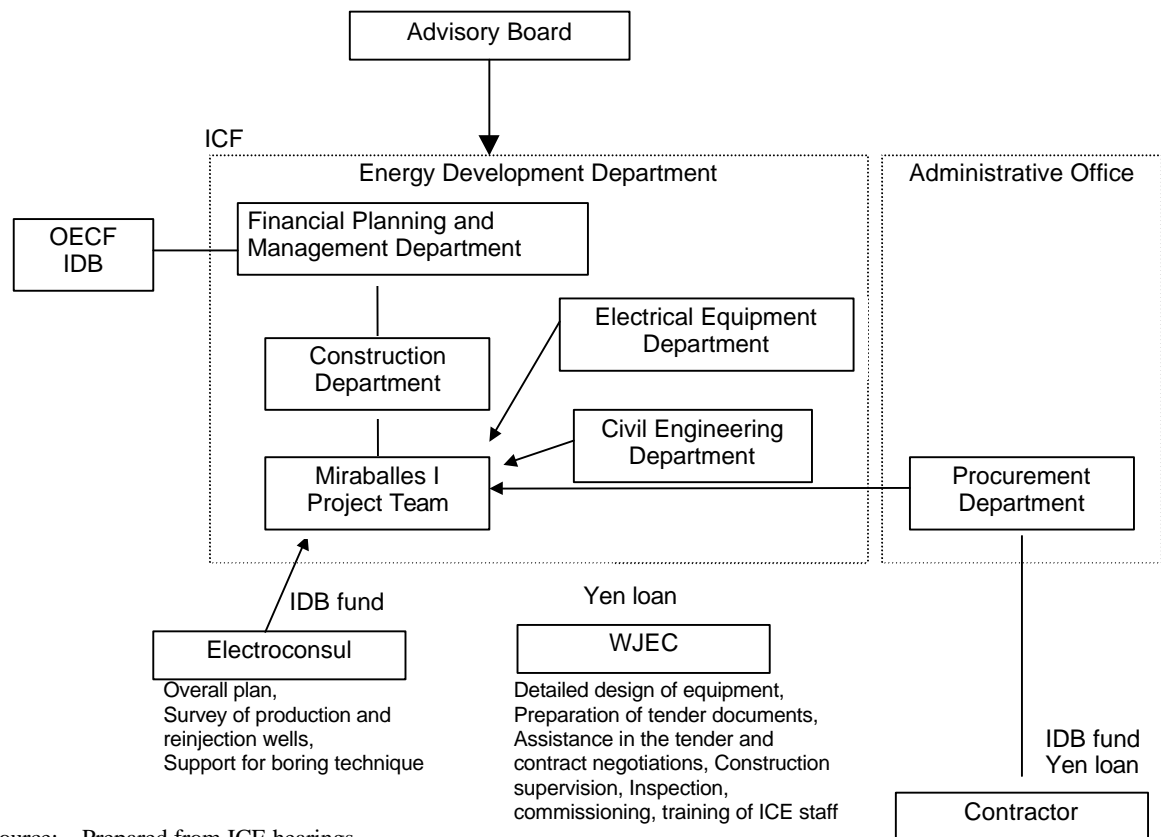 Advisory Board
ICF
Energy Development Department
Administrative Office
OECF
IDB
Financial Planning and
Management Department
Electrical Equipment
Department
Construction
Department
Civil Engineering
Department
Miraballes I
Project Team
Procurement
Department
IDB fund
Yen loan
Electroconsul
WJEC
Overall plan,
Survey of production and
reinjection wells,
Support for boring technique
Detailed design of equipment,
Preparation of tender documents,
Assistance in the tender and
contract negotiations, Construction
supervision, Inspection,
commissioning, training of ICE staff
IDB fund
Yen loan
Contractor
ource: Prepared from ICE hearings